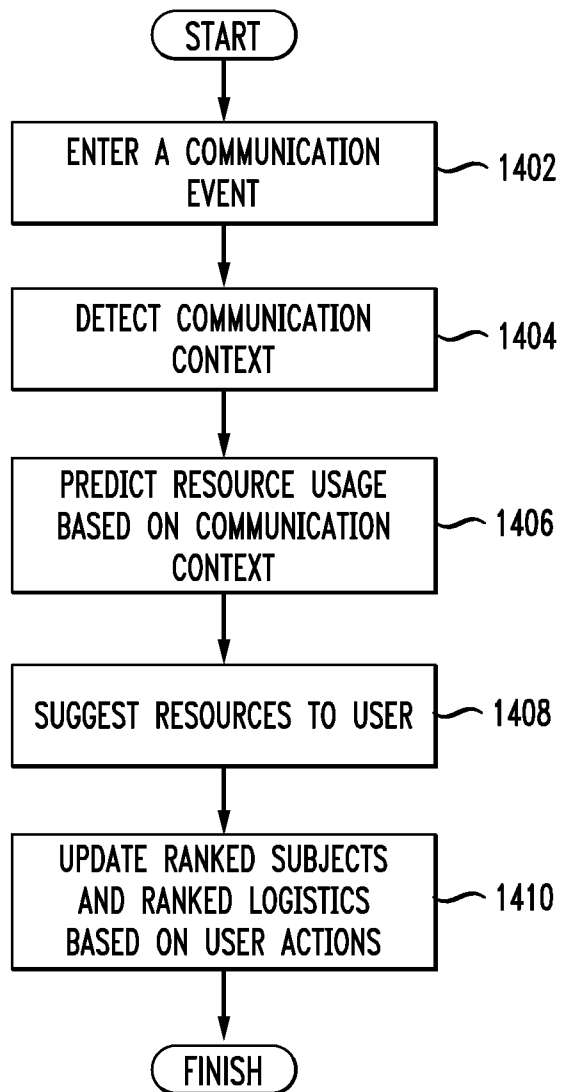 START
ENTER A COMMUNICATION
EVENT
1402
DETECT COMMUNICATION
CONTEXT
1404
PREDICT RESOURCE USAGE
BASED ON COMMUNICATION
CONTEXT
1406
SUGGEST RESOURCES TO USER
1408
UPDATE RANKED SUBJECTS
AND RANKED LOGISTICS
BASED ON USER ACTIONS
1410
FINISH